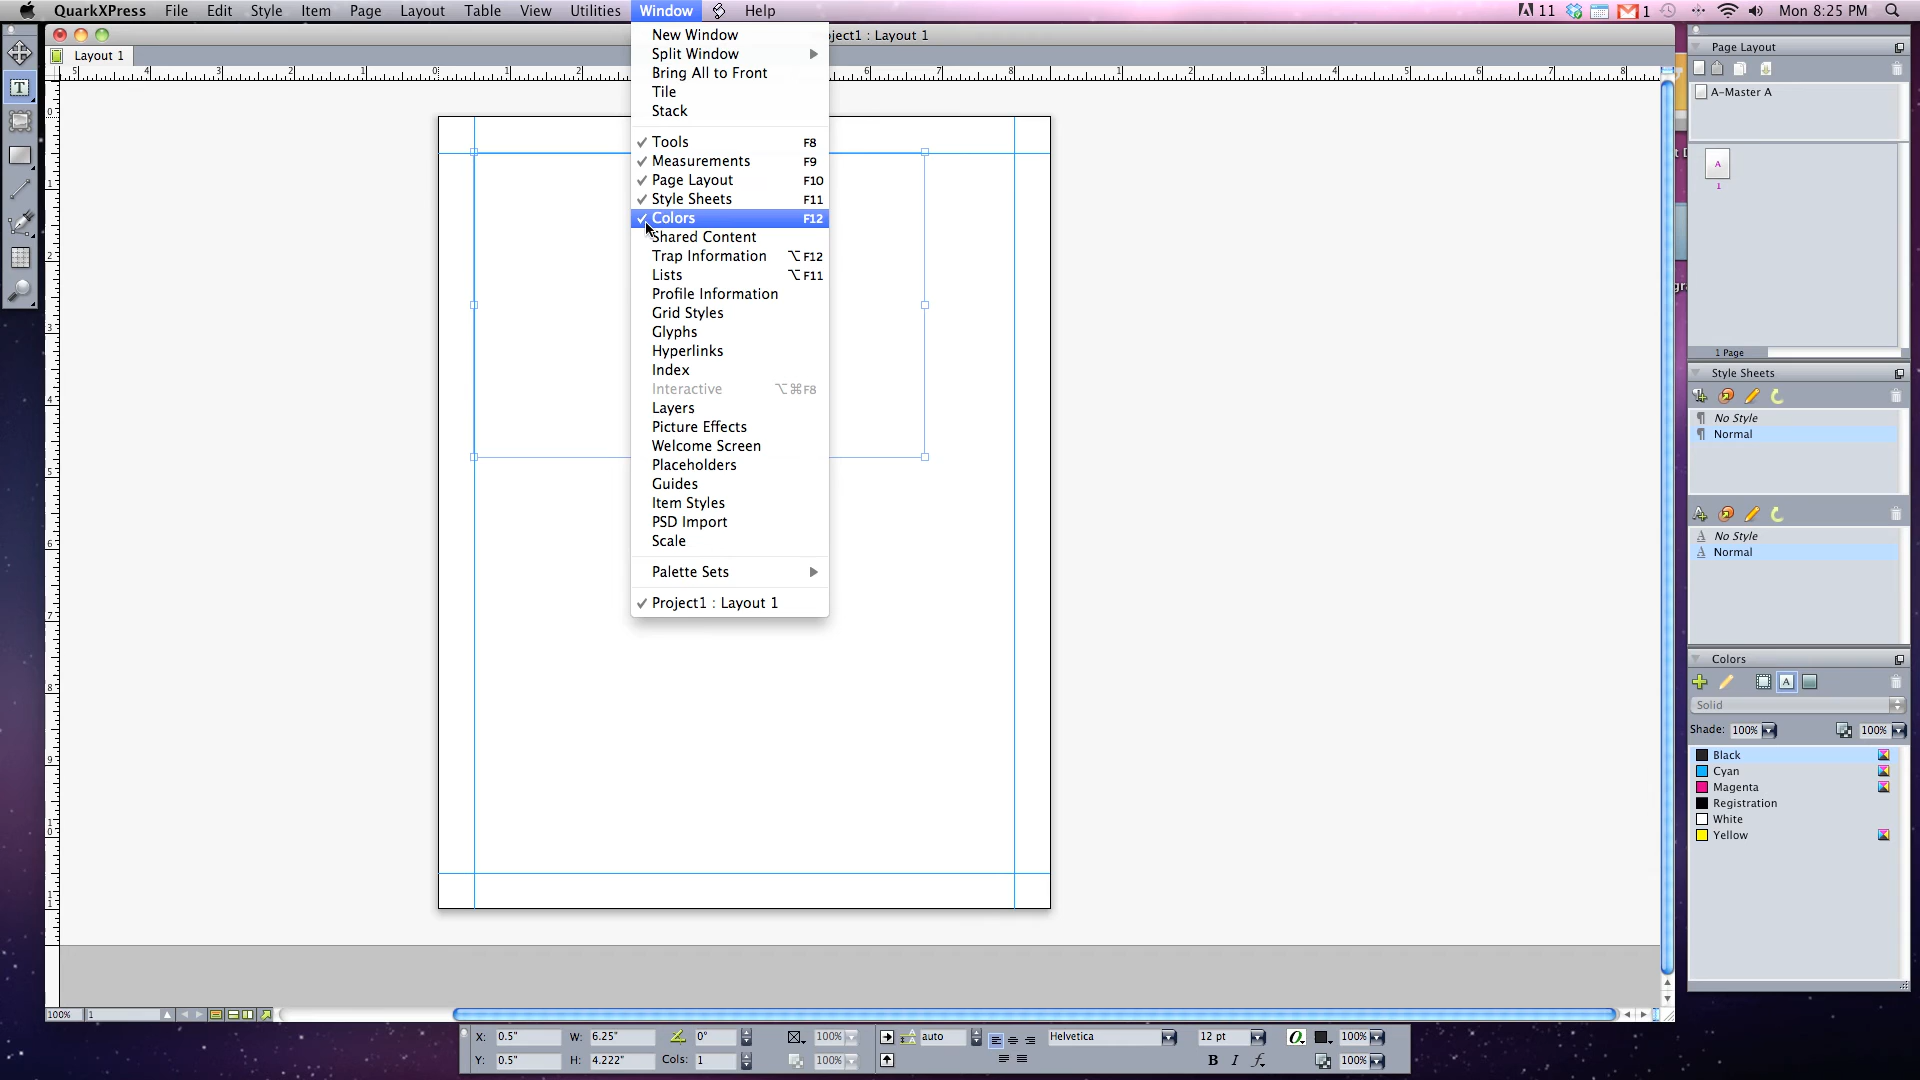 QuarkXPress File Edit Style Item Page Layout Table View Utilities Window Help
11 1 Mon 8:25 PM
ject1 : Layout 1
Layout 1
New Window
Split Window
Bring All to Front
Tile
Stack
Tools F8
Measurements F9
Page Layout F10
Style Sheets F11
Colors F12
Shared Content
Trap Information ⌥F12
Lists ⌥F11
Profile Information
Grid Styles
Glyphs
Hyperlinks
Index
Interactive ⌥⌘F8
Layers
Picture Effects
Welcome Screen
Placeholders
Guides
Item Styles
PSD Import
Scale
Palette Sets
Project1 : Layout 1
Page Layout
A-Master A
A
1
1 Page
Style Sheets
No Style
Normal
No Style
Normal
Colors
Solid
Shade: 100% 100%
Black
Cyan
Magenta
Registration
White
Yellow
100% 1
X: 0.5" W: 6.25" 0° 100% auto Helvetica 12 pt 100%
Y: 0.5" H: 4.222" Cols: 1 100% B I 100%